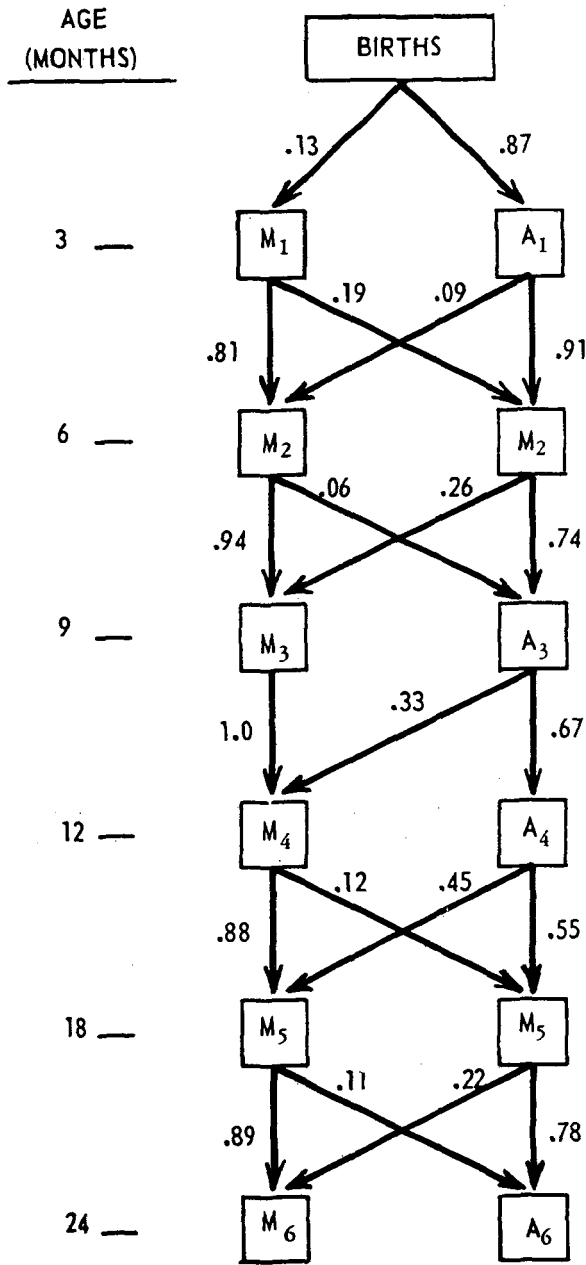 AGE
(MONTHS)
BIRTHS
.13 .87
3 M1 A1
.19 .09
.81 .91
6 M2 M2
.06 .26
.94 .74
9 M3 A3
.33
1.0 .67
12 M4 A4
.12 .45
.88 .55
18 M5 M5
.11 .22
.89 .78
24 M6 A6